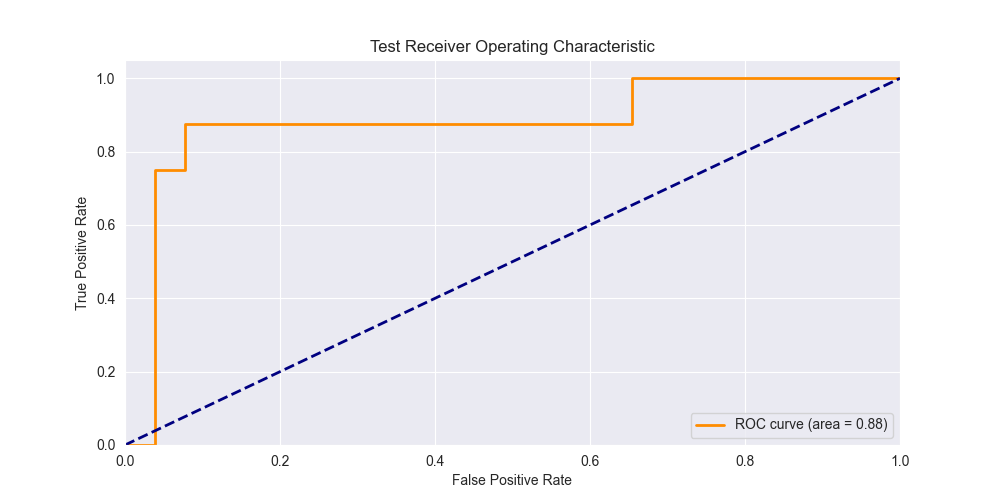 Test Receiver Operating Characteristic
True Positive Rate
1.0
0.8
0.6
0.4
0.2
0.0
0.0 0.2 0.4 0.6 0.8 1.0
False Positive Rate
ROC curve (area = 0.88)